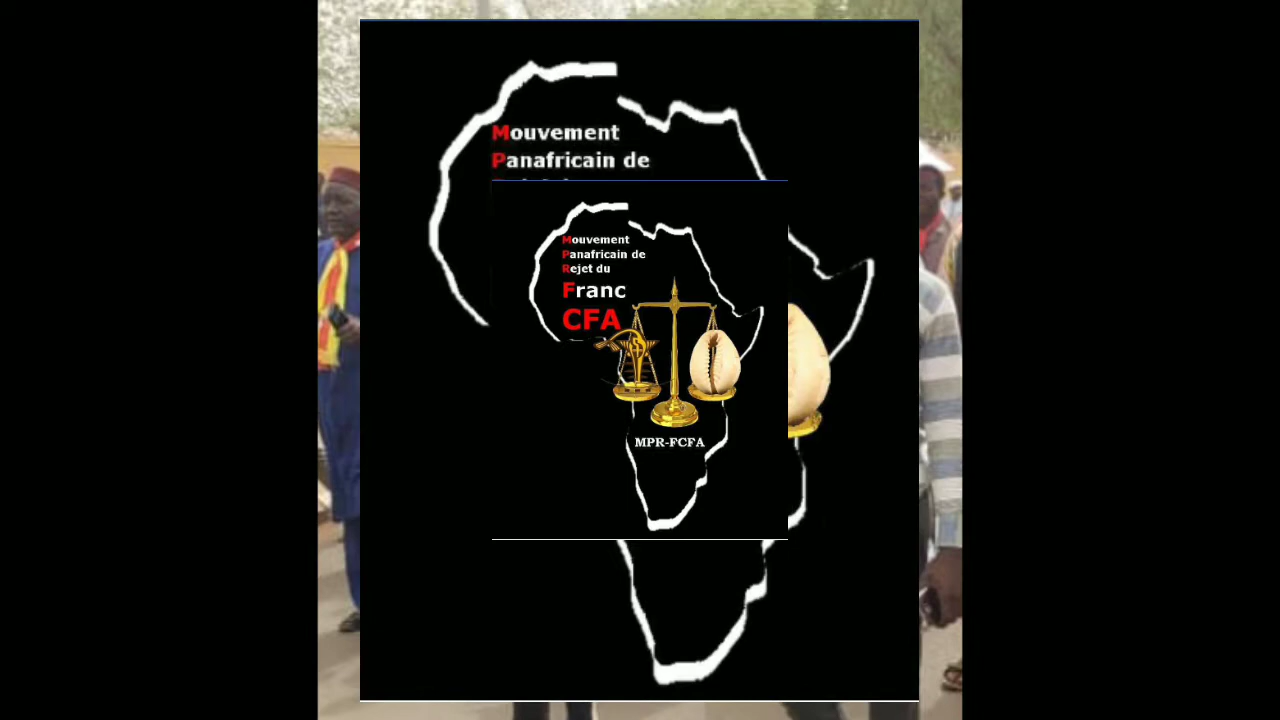 Mouvement
Panafricain de
Mouvement
Panafricain de
Rejet du
Franc
CFA
MPR-FCFA